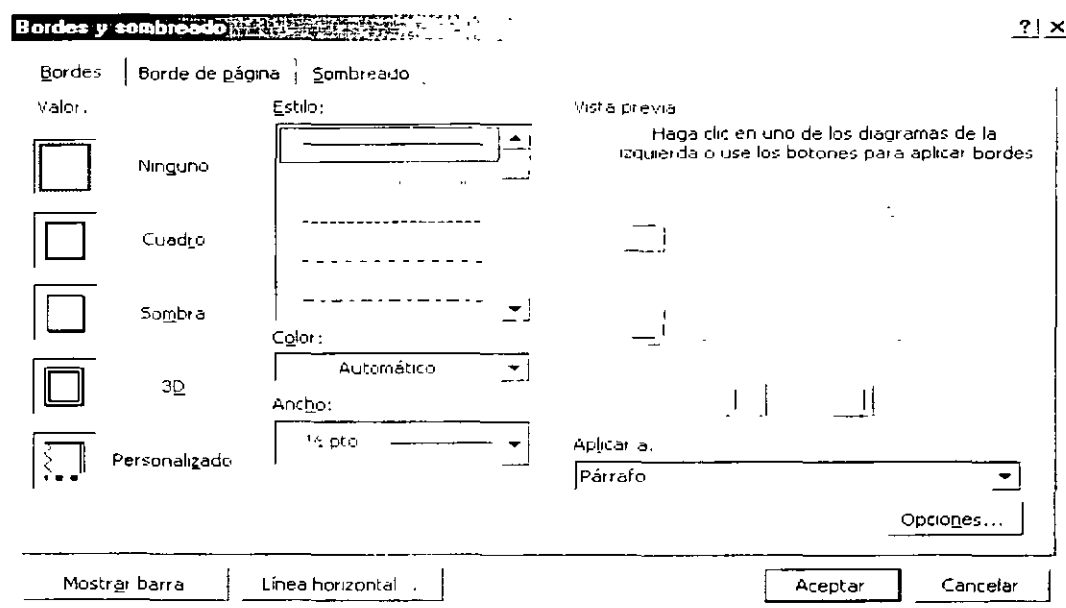 Bordes y sombreado
Bordes
Borde de página
Sombreado
Valor:
Ninguno
Cuadro
Sombra
3D
Personalizado
Estilo:
Color:
Automático
Ancho:
½ pto
Vista previa
Haga clic en uno de los diagramas de la
izquierda o use los botones para aplicar bordes
Aplicar a:
Párrafo
Opciones...
Mostrar barra
Línea horizontal
Aceptar
Cancelar